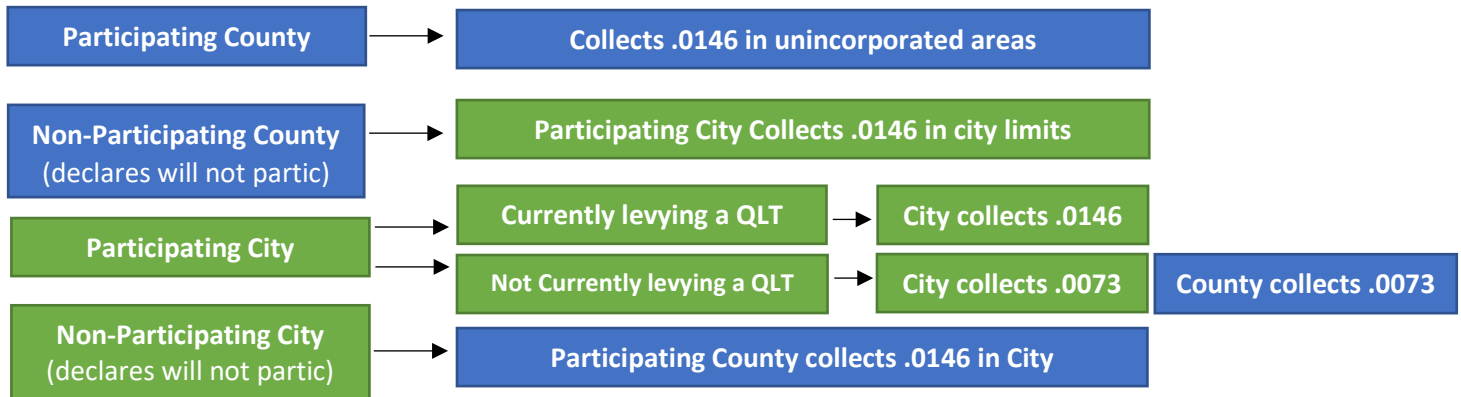 Participating County
Collects .0146 in unincorporated areas
Non-Participating County
(declares will not partic)
Participating City Collects .0146 in city limits
Participating City
Currently levying a QLT
City collects .0146
Not Currently levying a QLT
City collects .0073
County collects .0073
Non-Participating City
(declares will not partic)
Participating County collects .0146 in City